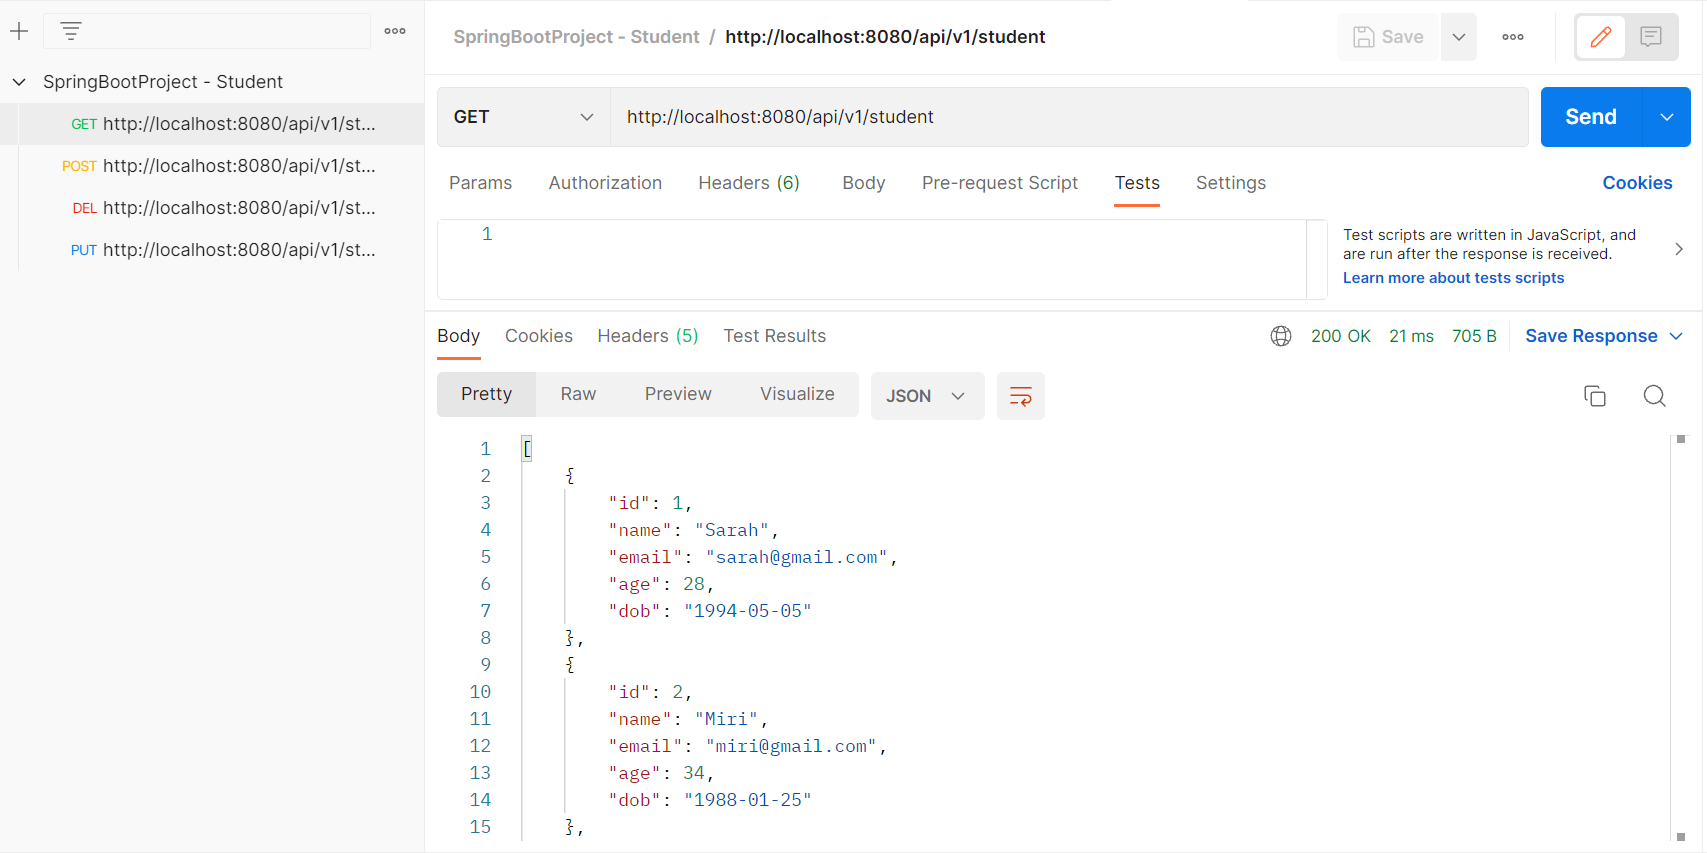 SpringBootProject - Student / http://localhost:8080/api/v1/student
Save
SpringBootProject - Student
GET http://localhost:8080/api/v1/st...
POST http://localhost:8080/api/v1/st...
DEL http://localhost:8080/api/v1/st...
PUT http://localhost:8080/api/v1/st...
GET http://localhost:8080/api/v1/student
Send
Params Authorization Headers (6) Body Pre-request Script Tests Settings Cookies
1
Test scripts are written in JavaScript, and
are run after the response is received.
Learn more about tests scripts
Body Cookies Headers (5) Test Results 200 OK 21 ms 705 B Save Response
Pretty Raw Preview Visualize JSON
1 [
2 {
3 "id": 1,
4 "name": "Sarah",
5 "email": "sarah@gmail.com",
6 "age": 28,
7 "dob": "1994-05-05"
8 },
9 {
10 "id": 2,
11 "name": "Miri",
12 "email": "miri@gmail.com",
13 "age": 34,
14 "dob": "1988-01-25"
15 },